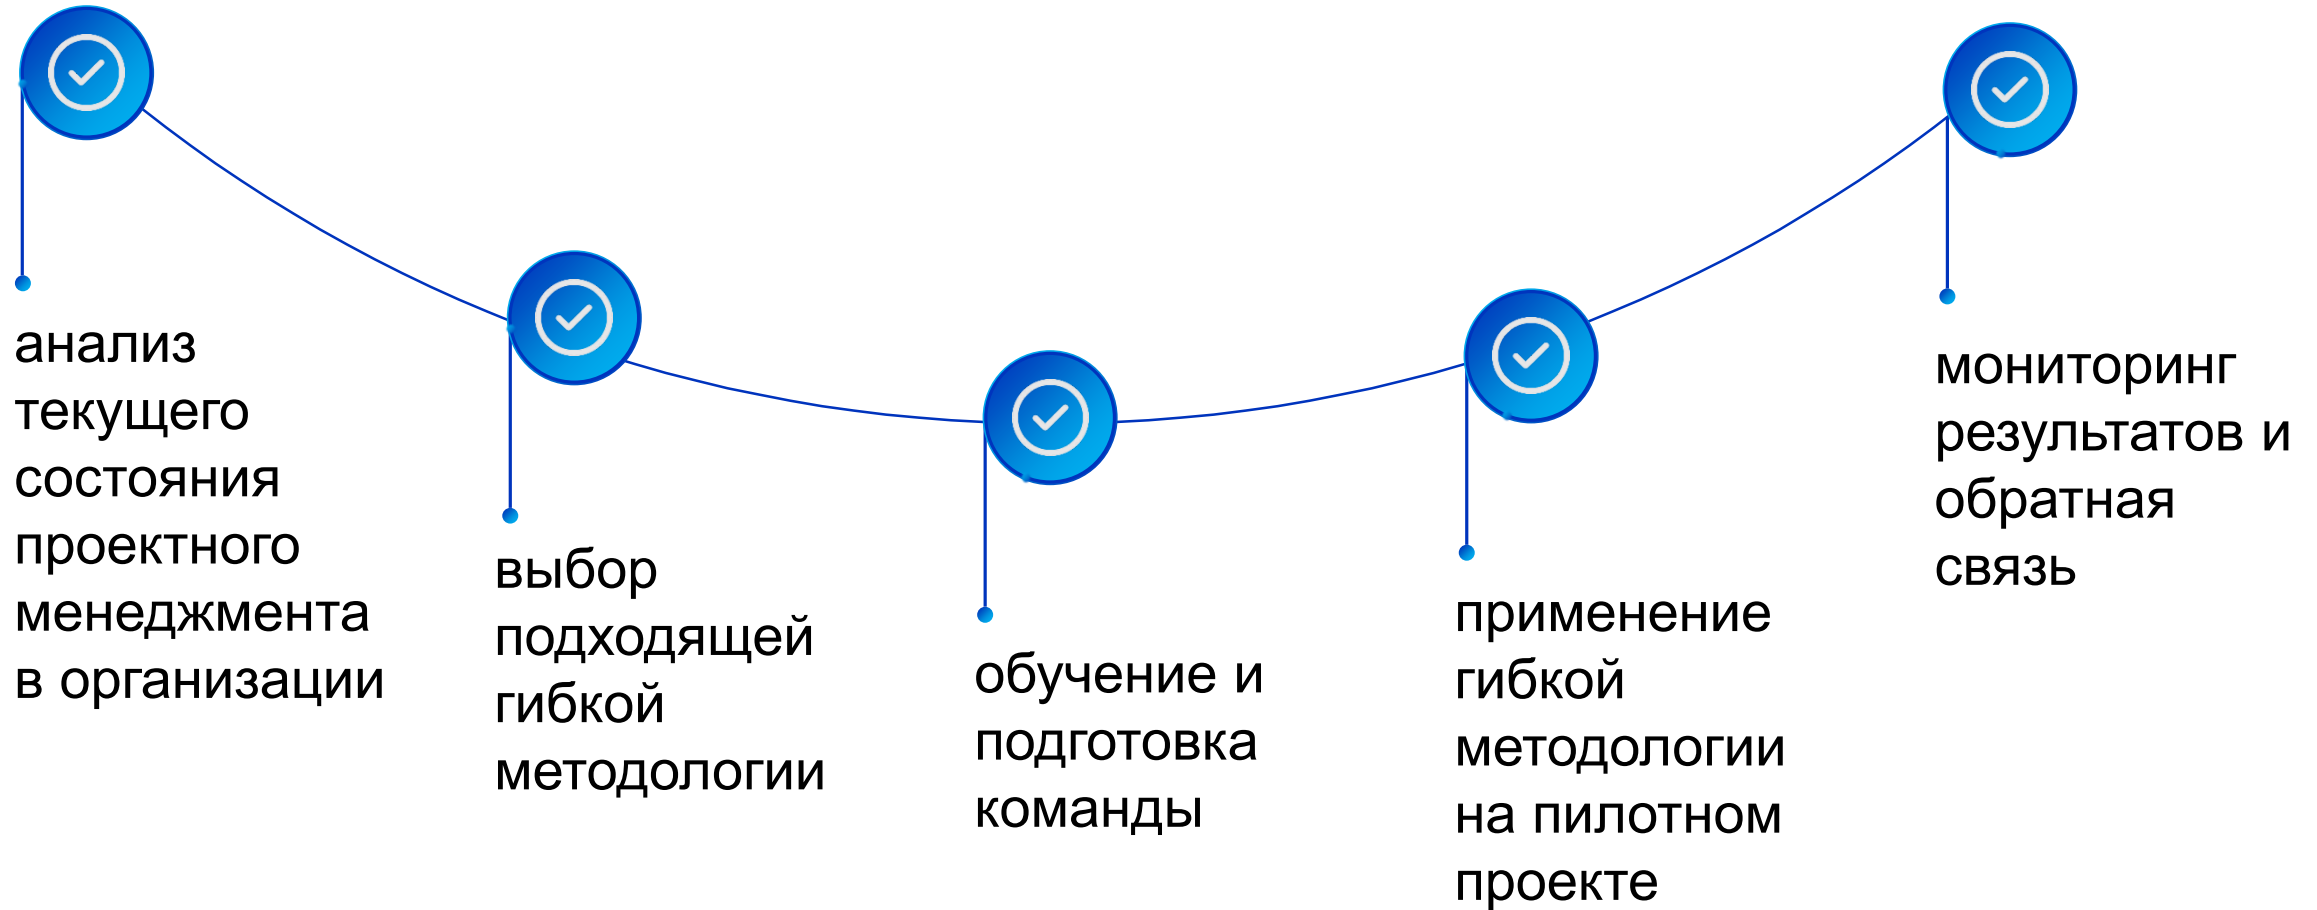 анализ
текущего
состояния
проектного
менеджмента
в организации
выбор
подходящей
гибкой
методологии
обучение и
подготовка
команды
применение
гибкой
методологии
на пилотном
проекте
мониторинг
результатов и
обратная
связь